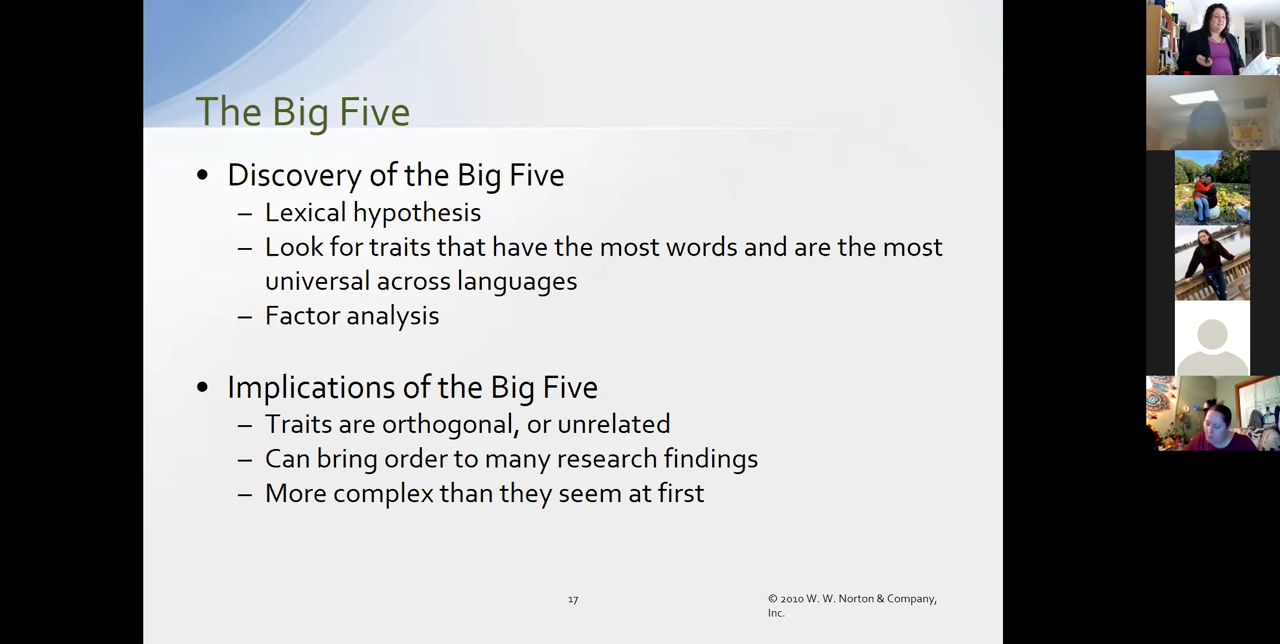 The Big Five
• Discovery of the Big Five
– Lexical hypothesis
– Look for traits that have the most words and are the most
universal across languages
– Factor analysis
• Implications of the Big Five
– Traits are orthogonal, or unrelated
– Can bring order to many research findings
– More complex than they seem at first
17
© 2010 W. W. Norton & Company,
Inc.